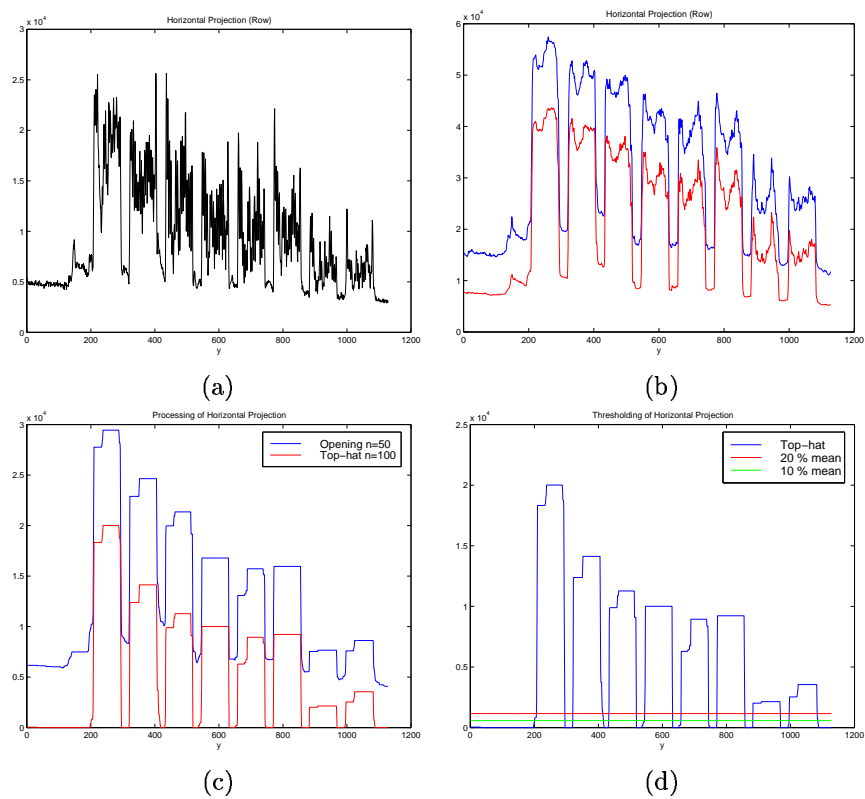 Horizontal Projection (Row)
x 10^4
3
2.5
2
1.5
1
0.5
0
0 200 400 600 800 1000 1200
y
(a)
Horizontal Projection (Row)
x 10^4
6
5
4
3
2
1
0
0 200 400 600 800 1000 1200
y
(b)
Processing of Horizontal Projection
x 10^4
3
2.5
2
1.5
1
0.5
0
0 200 400 600 800 1000 1200
y
Opening n=50
Top-hat n=100
(c)
Thresholding of Horizontal Projection
x 10^4
2.5
2
1.5
1
0.5
0
0 200 400 600 800 1000 1200
y
Top-hat
20 % mean
10 % mean
(d)